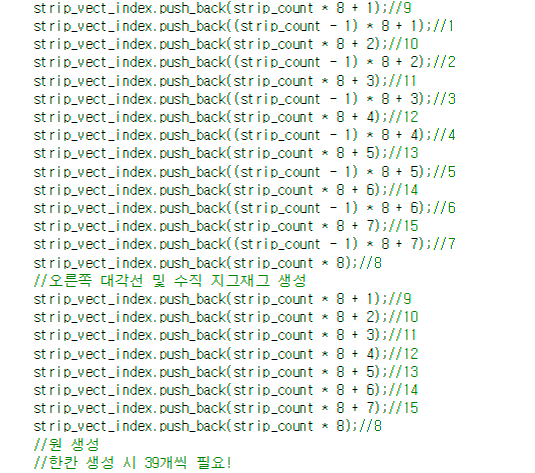 strip_vect_index.push_back(strip_count * 8 + 1);//9
strip_vect_index.push_back((strip_count - 1) * 8 + 1);//1
strip_vect_index.push_back(strip_count * 8 + 2);//10
strip_vect_index.push_back((strip_count - 1) * 8 + 2);//2
strip_vect_index.push_back(strip_count * 8 + 3);//11
strip_vect_index.push_back((strip_count - 1) * 8 + 3);//3
strip_vect_index.push_back(strip_count * 8 + 4);//12
strip_vect_index.push_back((strip_count - 1) * 8 + 4);//4
strip_vect_index.push_back(strip_count * 8 + 5);//13
strip_vect_index.push_back((strip_count - 1) * 8 + 5);//5
strip_vect_index.push_back(strip_count * 8 + 6);//14
strip_vect_index.push_back((strip_count - 1) * 8 + 6);//6
strip_vect_index.push_back(strip_count * 8 + 7);//15
strip_vect_index.push_back((strip_count - 1) * 8 + 7);//7
strip_vect_index.push_back(strip_count * 8);//8
//오른쪽 대각선 및 수직 지그재그 생성
strip_vect_index.push_back(strip_count * 8 + 1);//9
strip_vect_index.push_back(strip_count * 8 + 2);//10
strip_vect_index.push_back(strip_count * 8 + 3);//11
strip_vect_index.push_back(strip_count * 8 + 4);//12
strip_vect_index.push_back(strip_count * 8 + 5);//13
strip_vect_index.push_back(strip_count * 8 + 6);//14
strip_vect_index.push_back(strip_count * 8 + 7);//15
strip_vect_index.push_back(strip_count * 8);//8
//원 생성
//한칸 생성 시 39개씩 필요!